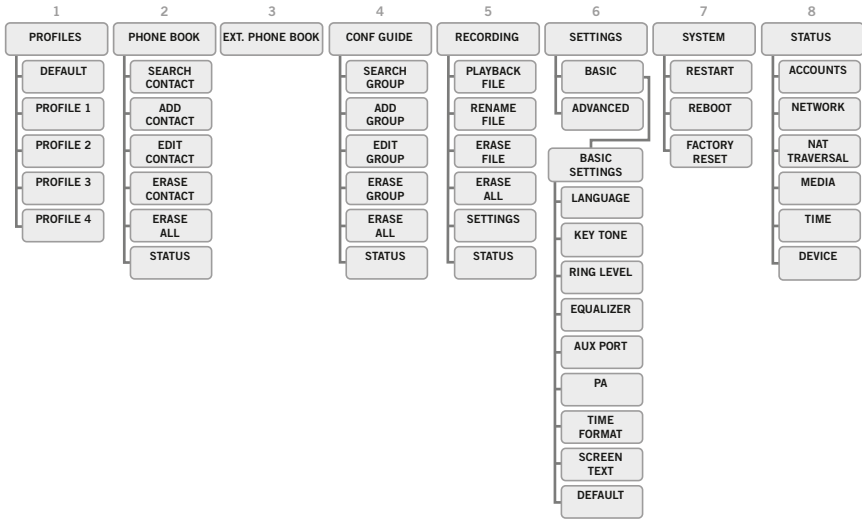 1
2
3
4
5
6
7
8
PROFILES
PHONE BOOK
EXT. PHONE BOOK
CONF GUIDE
RECORDING
SETTINGS
SYSTEM
STATUS
DEFAULT
PROFILE 1
PROFILE 2
PROFILE 3
PROFILE 4
SEARCH
CONTACT
ADD
CONTACT
EDIT
CONTACT
ERASE
CONTACT
ERASE
ALL
STATUS
SEARCH
GROUP
ADD
GROUP
EDIT
GROUP
ERASE
GROUP
ERASE
ALL
STATUS
PLAYBACK
FILE
RENAME
FILE
ERASE
FILE
ERASE
ALL
SETTINGS
STATUS
BASIC
ADVANCED
BASIC
SETTINGS
LANGUAGE
KEY TONE
RING LEVEL
EQUALIZER
AUX PORT
PA
TIME
FORMAT
SCREEN
TEXT
DEFAULT
RESTART
REBOOT
FACTORY
RESET
ACCOUNTS
NETWORK
NAT
TRAVERSAL
MEDIA
TIME
DEVICE